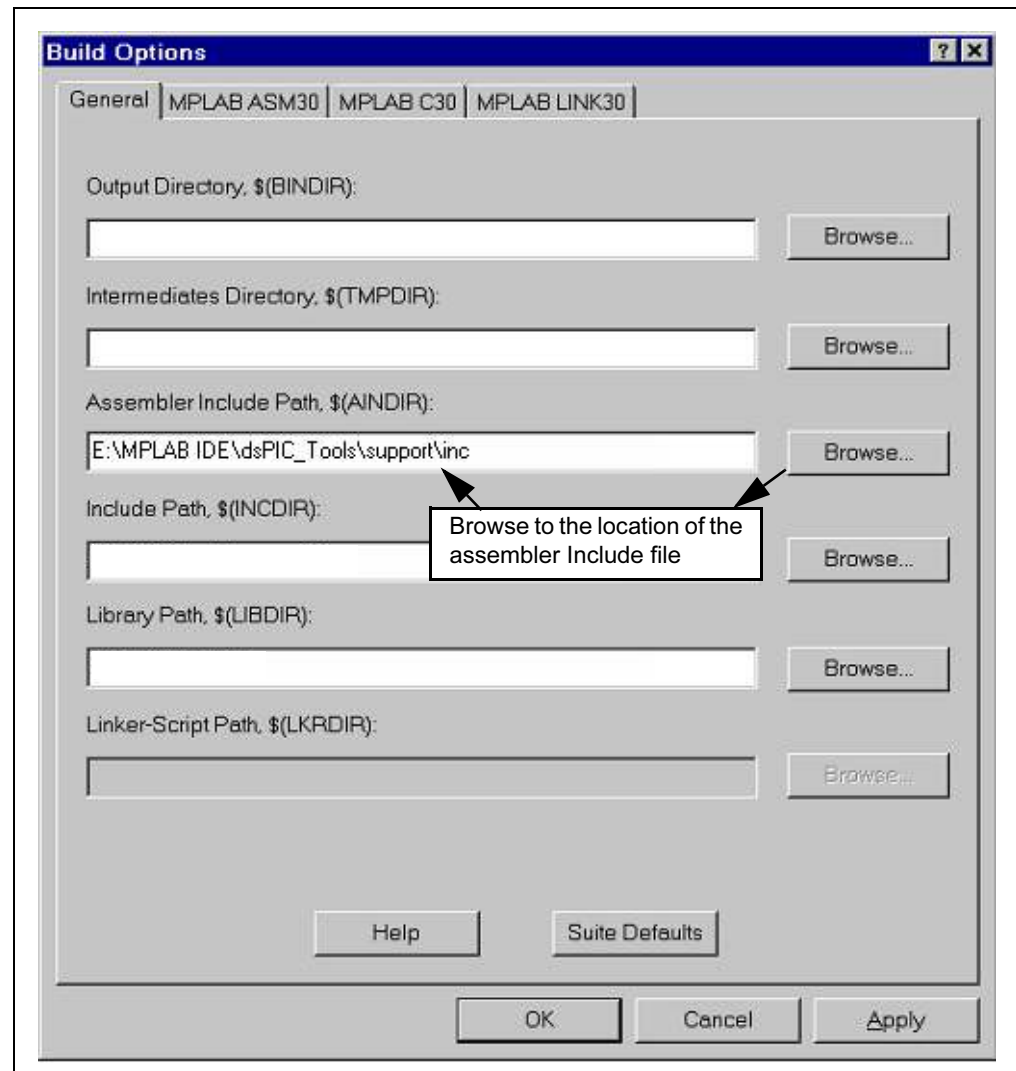 Build Options
General MPLAB ASM30 MPLAB C30 MPLAB LINK30
Output Directory, $(BINDIR):
Browse...
Intermediates Directory, $(TMPDIR):
Browse...
Assembler Include Path, $(AINDIR):
E:\MPLAB IDE\dsPIC_Tools\support\inc
Browse...
Include Path, $(INCDIR):
Browse to the location of the
assembler Include file
Browse...
Library Path, $(LIBDIR):
Browse...
Linker-Script Path, $(LKRDIR):
Browse...
Help Suite Defaults
OK Cancel Apply